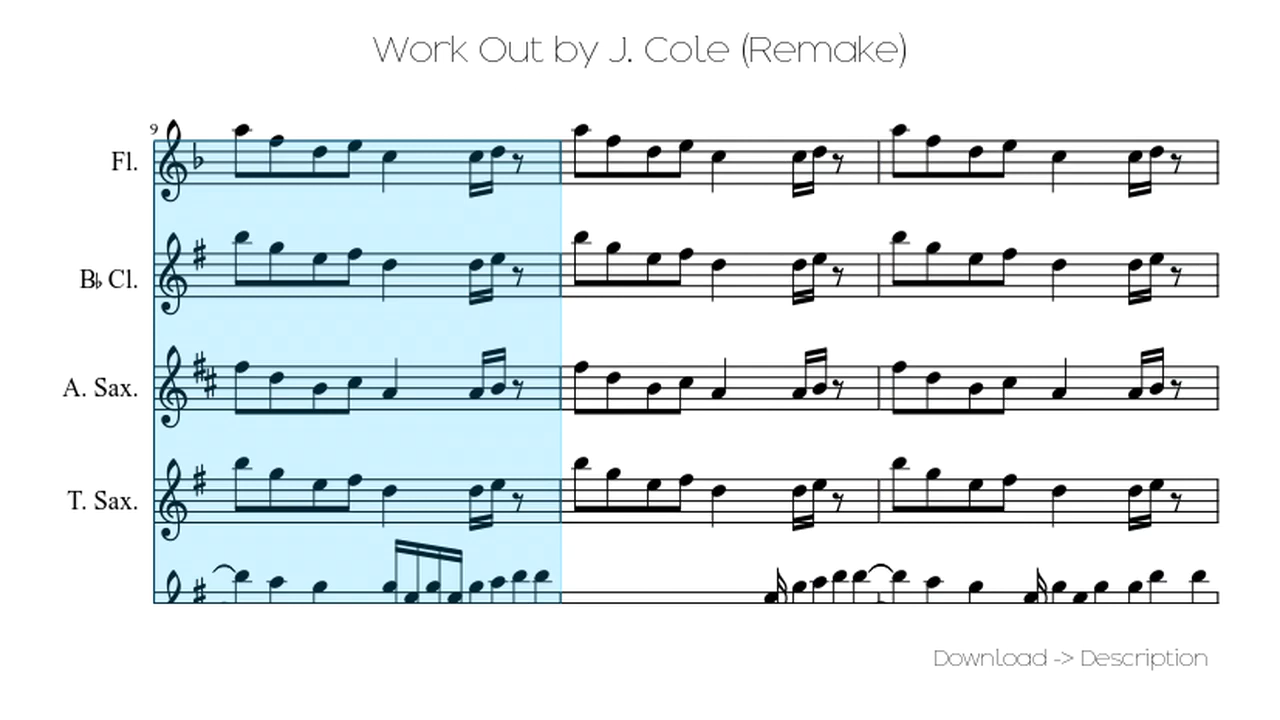 Work Out by J. Cole (Remake)
9
Fl.
B♭ Cl.
A. Sax.
T. Sax.
Download -> Description